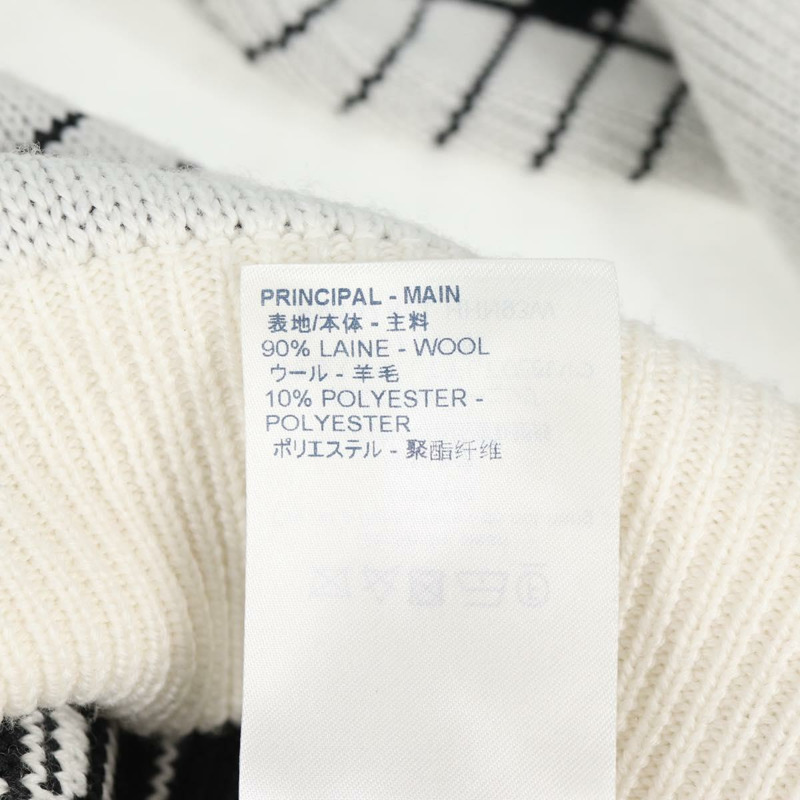 PRINCIPAL - MAIN
表地/本体 - 主料
90% LAINE - WOOL
ウール - 羊毛
10% POLYESTER -
POLYESTER
ポリエステル - 聚酯纤维